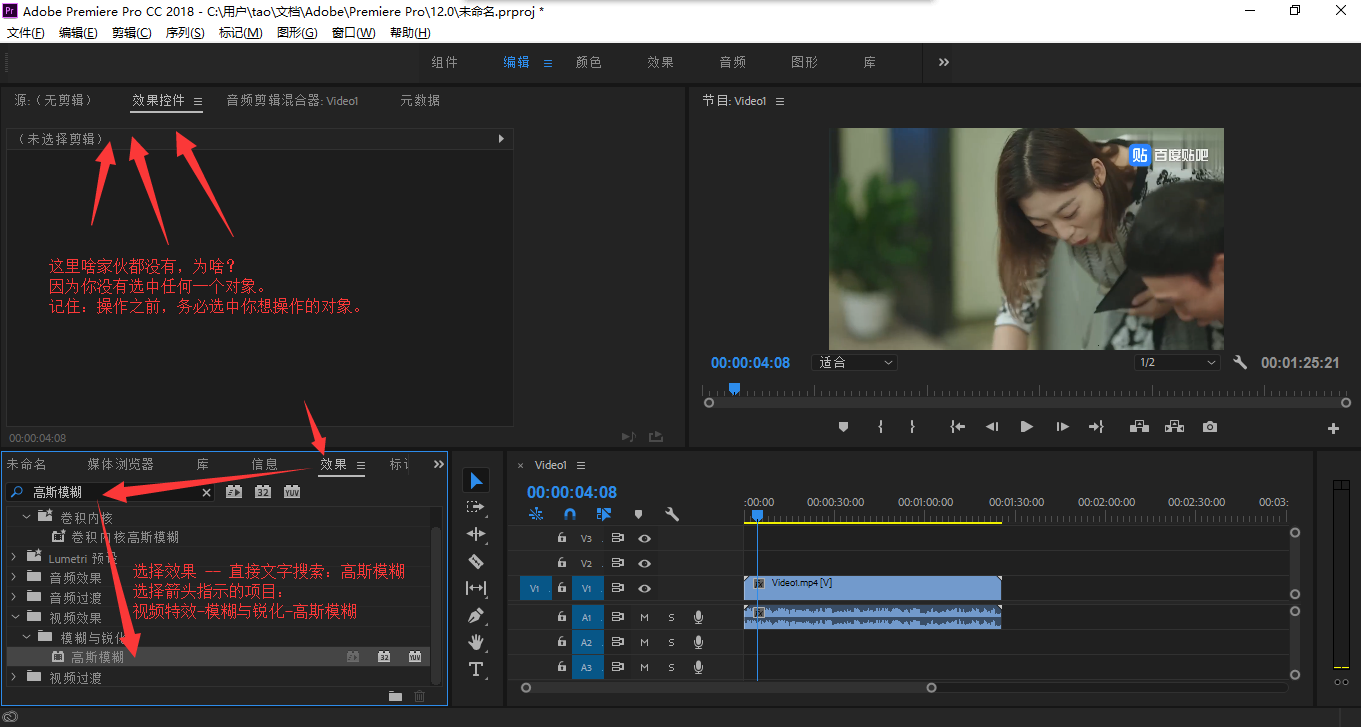 Adobe Premiere Pro CC 2018 - C:\用户\tao\文档\Adobe\Premiere Pro\12.0\未命名.prproj *
文件(F) 编辑(E) 剪辑(C) 序列(S) 标记(M) 图形(G) 窗口(W) 帮助(H)
组件 编辑 颜色 效果 音频 图形 库
源:（无剪辑） 效果控件 音频剪辑混合器: Video1 元数据
节目: Video1
（未选择剪辑）
贴 百度贴吧
这里啥家伙都没有，为啥？
因为你没有选中任何一个对象。
记住：操作之前，务必选中你想操作的对象。
00:00:04:08 适合 1/2 00:01:25:21
00:00:04:08
未命名 媒体浏览器 库 信息 效果
高斯模糊 32 YUV
卷积内核
卷积内核高斯模糊
Lumetri 预设
音频效果
音频过渡
视频效果
模糊与锐化
高斯模糊 32 YUV
视频过渡
选择效果 -- 直接文字搜索：高斯模糊
选择箭头指示的项目：
视频特效-模糊与锐化-高斯模糊
× Video1
00:00:04:08
:00:00 00:00:30:00 00:01:00:00 00:01:30:00 00:02:00:00 00:02:30:00 00:03:
V3
V2
V1 V1 fx Video1.mp4 [V]
A1 M S fx
A2 M S
A3 M S